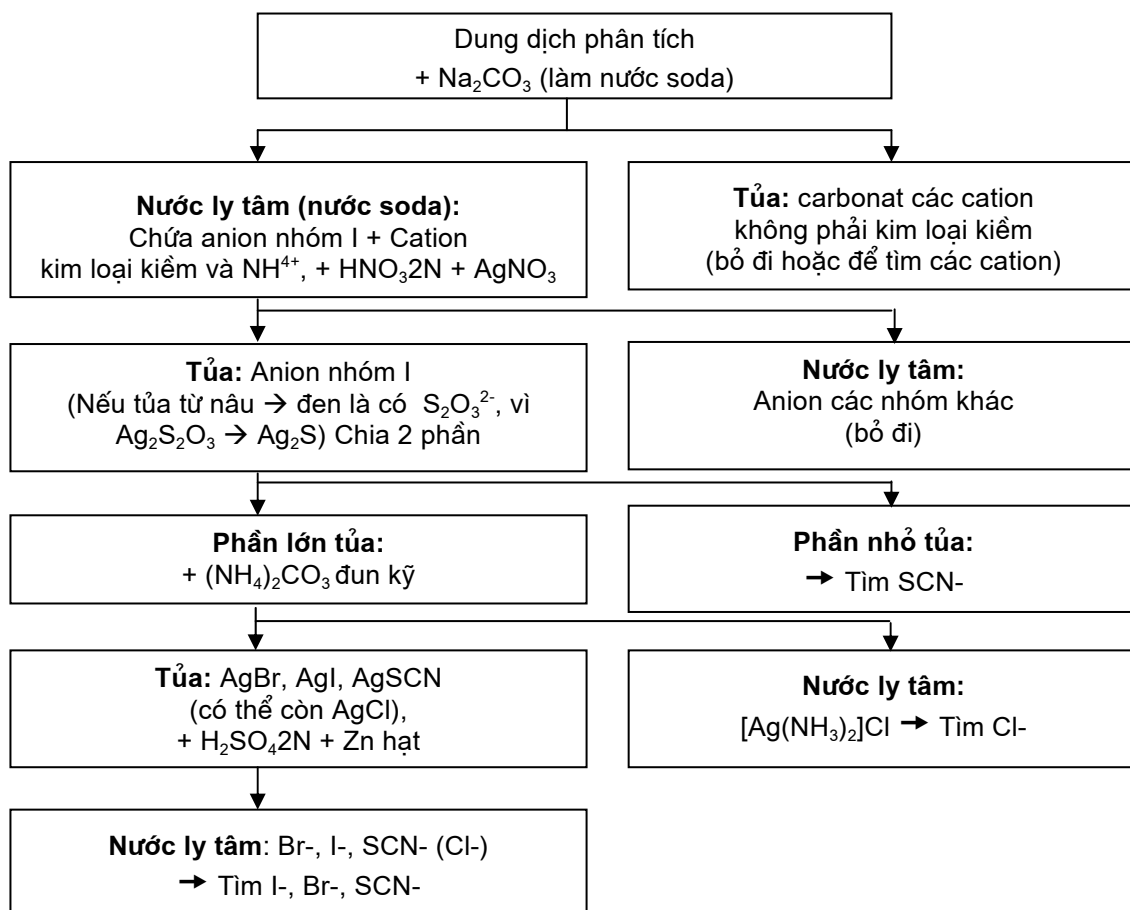 Dung dịch phân tích
+ Na₂CO₃ (làm nước soda)
Nước ly tâm (nước soda):
Chứa anion nhóm I + Cation
kim loại kiềm và NH⁴⁺, + HNO₃2N + AgNO₃
Tủa: carbonat các cation
không phải kim loại kiềm
(bỏ đi hoặc để tìm các cation)
Tủa: Anion nhóm I
(Nếu tủa từ nâu → đen là có S₂O₃²⁻, vì
Ag₂S₂O₃ → Ag₂S) Chia 2 phần
Nước ly tâm:
Anion các nhóm khác
(bỏ đi)
Phần lớn tủa:
+ (NH₄)₂CO₃ đun kỹ
Phần nhỏ tủa:
→ Tìm SCN-
Tủa: AgBr, AgI, AgSCN
(có thể còn AgCl),
+ H₂SO₄2N + Zn hạt
Nước ly tâm:
[Ag(NH₃)₂]Cl → Tìm Cl-
Nước ly tâm: Br-, I-, SCN- (Cl-)
→ Tìm I-, Br-, SCN-